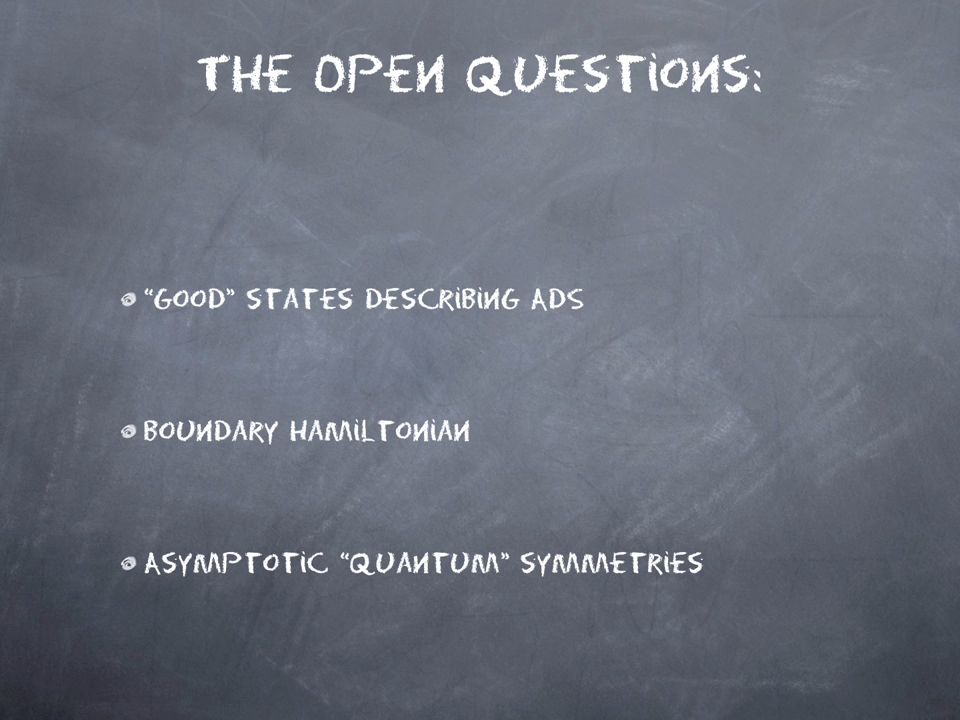 THE OPEN QUESTIONS:
"GOOD" STATES DESCRIBING ADS
BOUNDARY HAMILTONIAN
ASYMPTOTIC "QUANTUM" SYMMETRIES